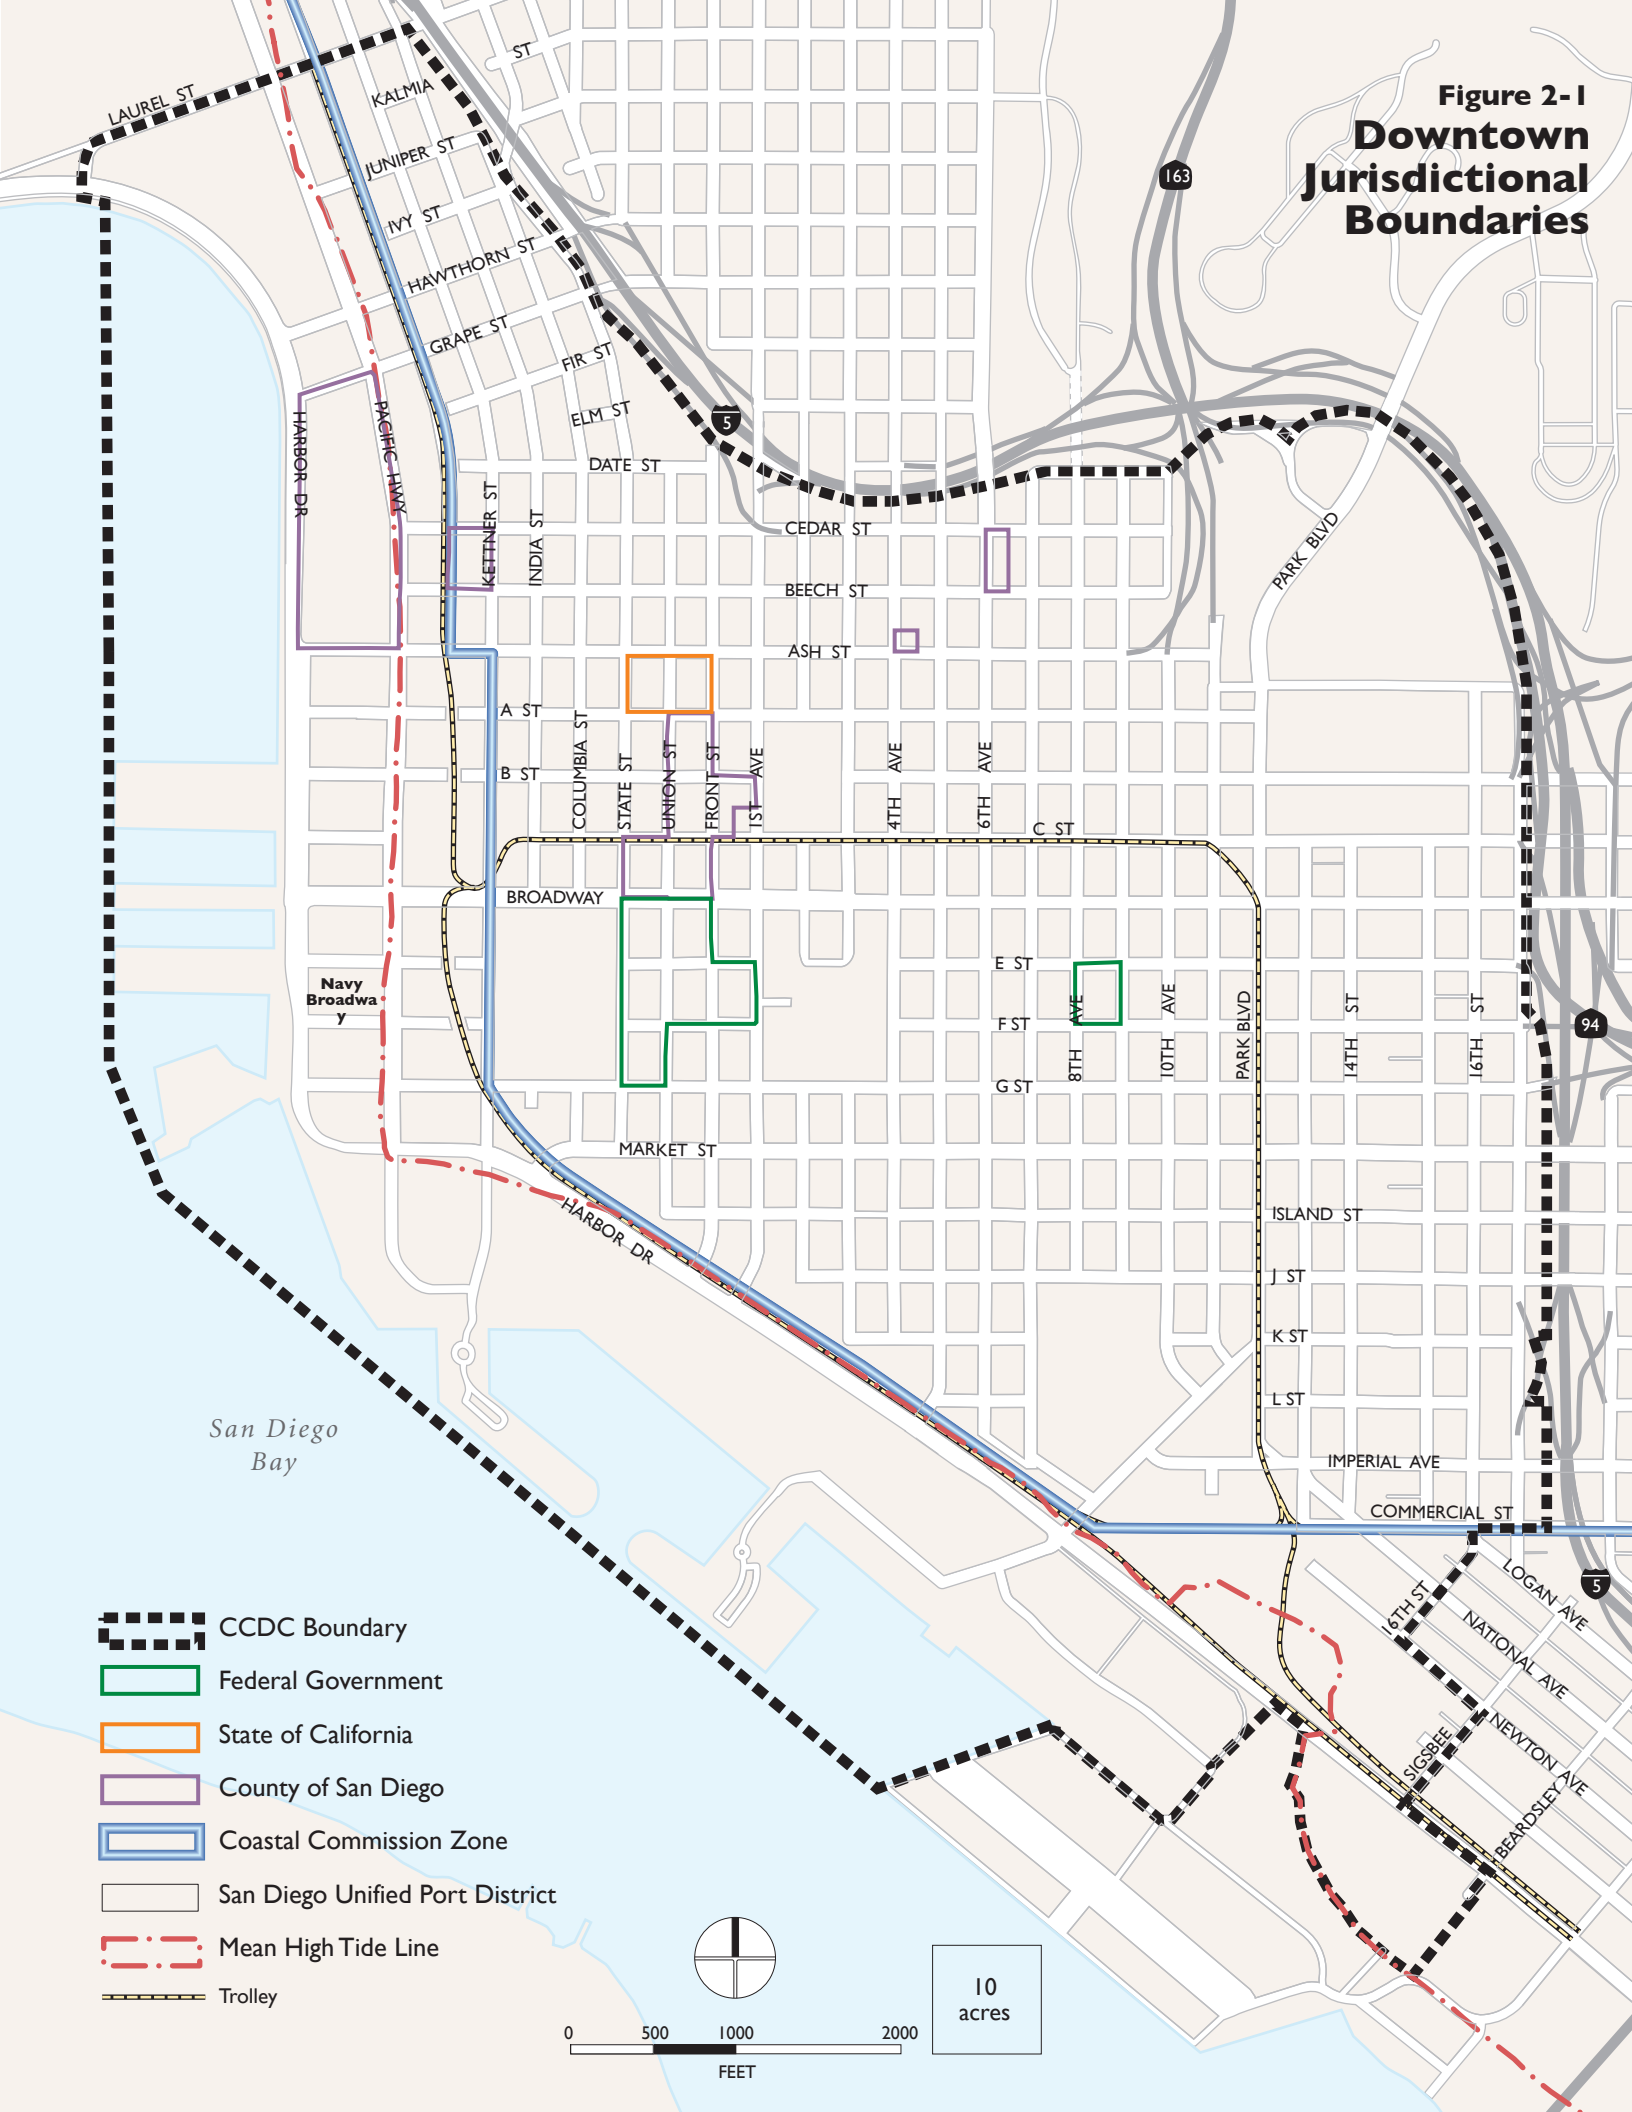 Figure 2-1
Downtown
Jurisdictional
Boundaries
ST
KALMIA
LAUREL ST
JUNIPER ST
163
IVY ST
HAWTHORN ST
GRAPE ST
FIR ST
ELM ST
5
HARBOR DR
PACIFIC HWY
DATE ST
KETTNER ST
INDIA ST
CEDAR ST
PARK BLVD
BEECH ST
ASH ST
A ST
B ST
COLUMBIA ST
STATE ST
UNION ST
FRONT ST
1ST AVE
4TH AVE
6TH AVE
C ST
BROADWAY
E ST
F ST
G ST
8TH AVE
10TH AVE
PARK BLVD
14TH ST
16TH ST
94
Navy
Broadwa
y
MARKET ST
HARBOR DR
ISLAND ST
J ST
K ST
L ST
San Diego
Bay
IMPERIAL AVE
COMMERCIAL ST
5
16TH ST
LOGAN AVE
NATIONAL AVE
NEWTON AVE
SIGSBEE
BEARDSLEY
CCDC Boundary
Federal Government
State of California
County of San Diego
Coastal Commission Zone
San Diego Unified Port District
Mean High Tide Line
Trolley
10
acres
0 500 1000 2000
FEET